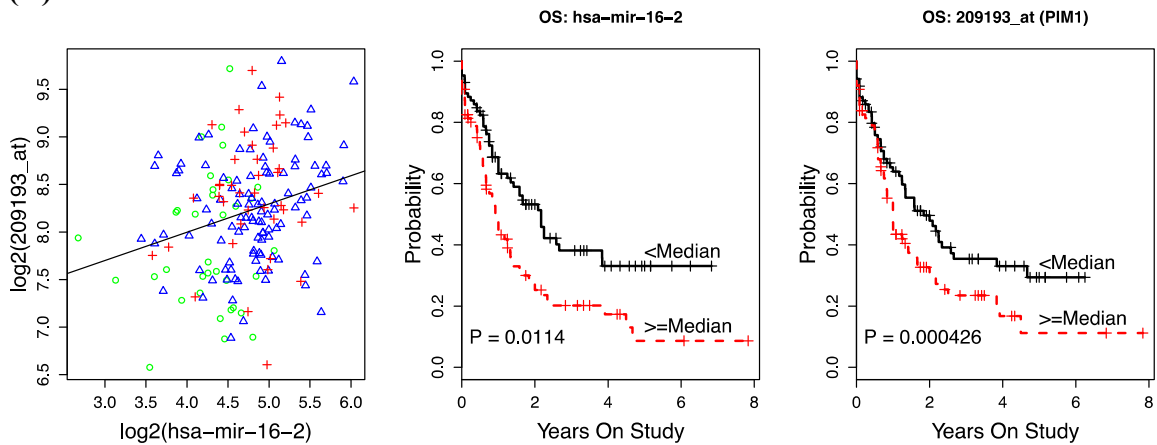 OS: hsa−mir−16−2
OS: 209193_at (PIM1)
log2(209193_at)
9.5
9.0
8.5
8.0
7.5
7.0
6.5
3.0 3.5 4.0 4.5 5.0 5.5 6.0
log2(hsa−mir−16−2)
Probability
1.0
0.8
0.6
0.4
0.2
0.0
<Median
>=Median
P = 0.0114
0 2 4 6 8
Years On Study
Probability
1.0
0.8
0.6
0.4
0.2
0.0
<Median
>=Median
P = 0.000426
0 2 4 6 8
Years On Study